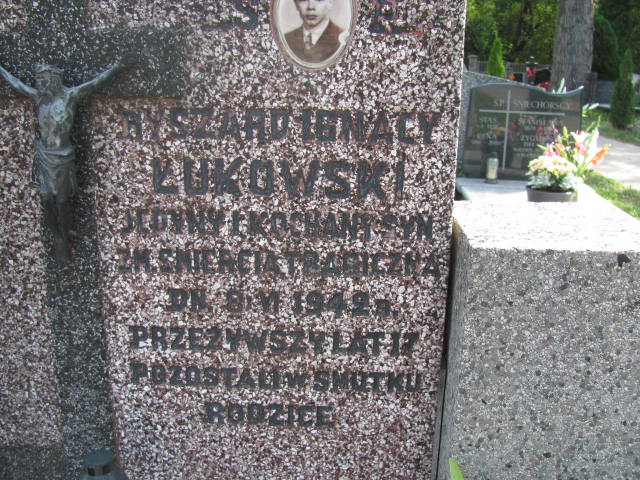 Ś. P.
RYSZARD IGNACY
ŁUKOWSKI
JEDYNY I KOCHANY SYN
ZM. ŚMIERCIĄ TRAGICZNĄ
DN. 8 VI 1942 R.
PRZEŻYWSZY LAT 17
POZOSTALI W SMUTKU
RODZICE
Ś.P. ŚNIECHORSCY